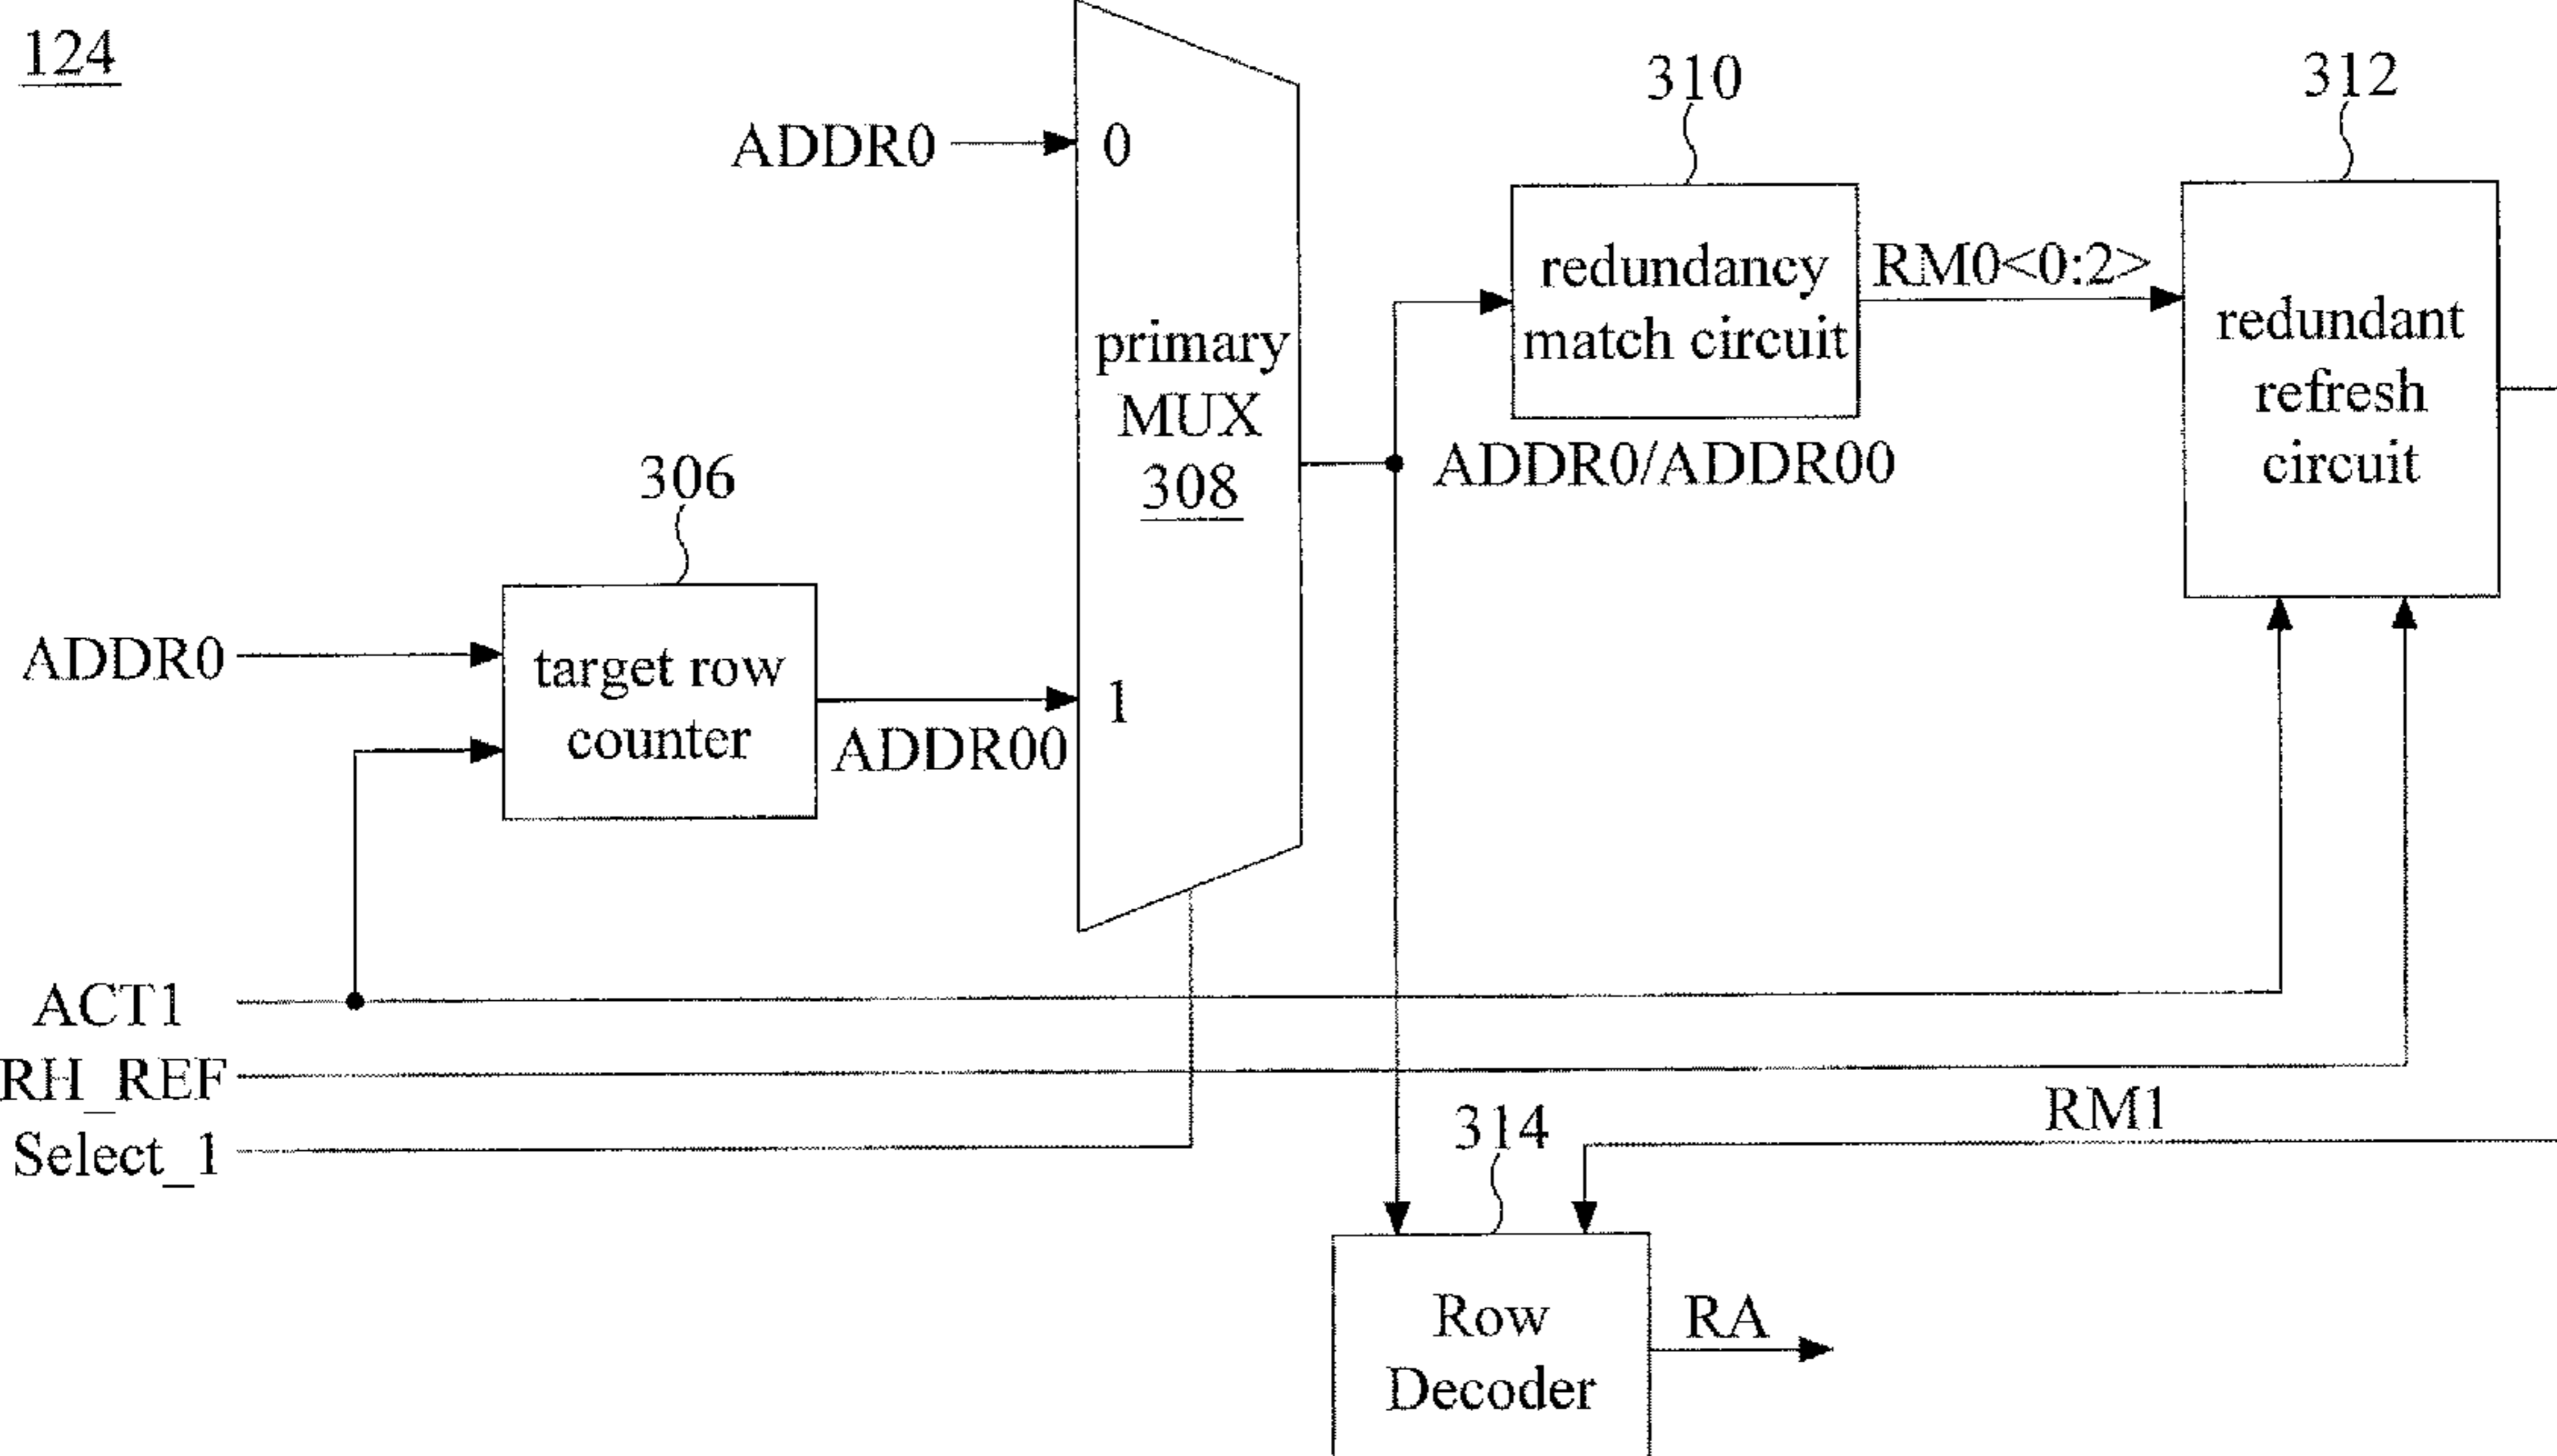 124
310
312
ADDR0
0
redundancy
match circuit
RM0<0:2>
redundant
refresh
circuit
primary
MUX
308
ADDR0/ADDR00
306
ADDR0
target row
counter
1
ADDR00
ACT1
RH_REF
Select_1
RM1
314
Row
Decoder
RA